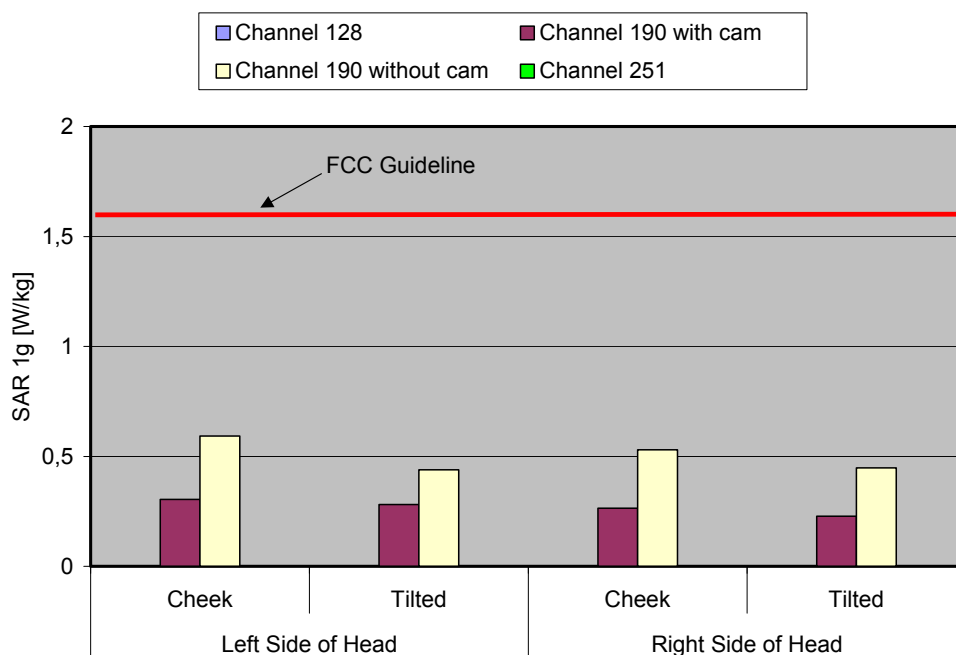 Channel 128
Channel 190 with cam
Channel 190 without cam
Channel 251
2
FCC Guideline
1,5
SAR 1g [W/kg]
1
0,5
0
Cheek Tilted Cheek Tilted
Left Side of Head Right Side of Head